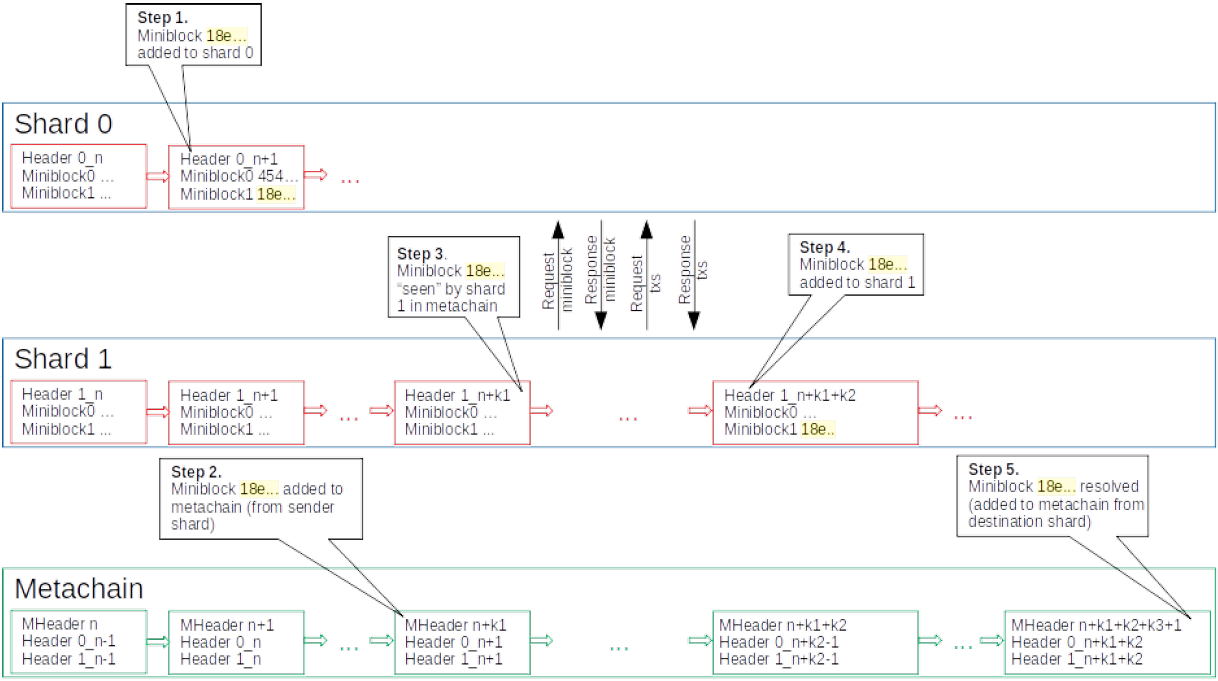 Step 1.
Miniblock 18e...
added to shard 0
Shard 0
Header 0_n
Miniblock0 ...
Miniblock1 ...
Header 0_n+1
Miniblock0 454...
Miniblock1 18e...
...
Step 3.
Miniblock 18e...
“seen” by shard
1 in metachain
Request
miniblock
Response
miniblock
Request
txs
Response
txs
Step 4.
Miniblock 18e...
added to shard 1
Shard 1
Header 1_n
Miniblock0 ...
Miniblock1 ...
Header 1_n+1
Miniblock0 ...
Miniblock1 ...
...
Header 1_n+k1
Miniblock0 ...
Miniblock1 ...
...
Header 1_n+k1+k2
Miniblock0 ...
Miniblock1 18e..
...
Step 2.
Miniblock 18e... added to
metachain (from sender
shard)
Step 5.
Miniblock 18e... resolved
(added to metachain from
destination shard)
Metachain
MHeader n
Header 0_n-1
Header 1_n-1
MHeader n+1
Header 0_n
Header 1_n
...
MHeader n+k1
Header 0_n+1
Header 1_n+1
...
MHeader n+k1+k2
Header 0_n+k2-1
Header 1_n+k2-1
...
MHeader n+k1+k2+k3+1
Header 0_n+k1+k2
Header 1_n+k1+k2